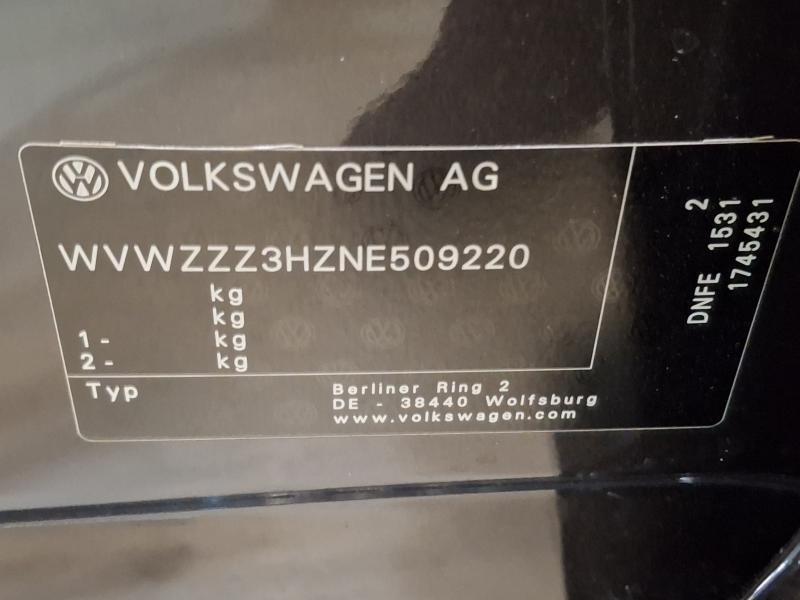 VOLKSWAGEN AG
WVWZZZ3HZNE509220
kg
kg
1- kg
2- kg
Typ
Berliner Ring 2
DE - 38440 Wolfsburg
www.volkswagen.com
2
DNFE 1531
1745431